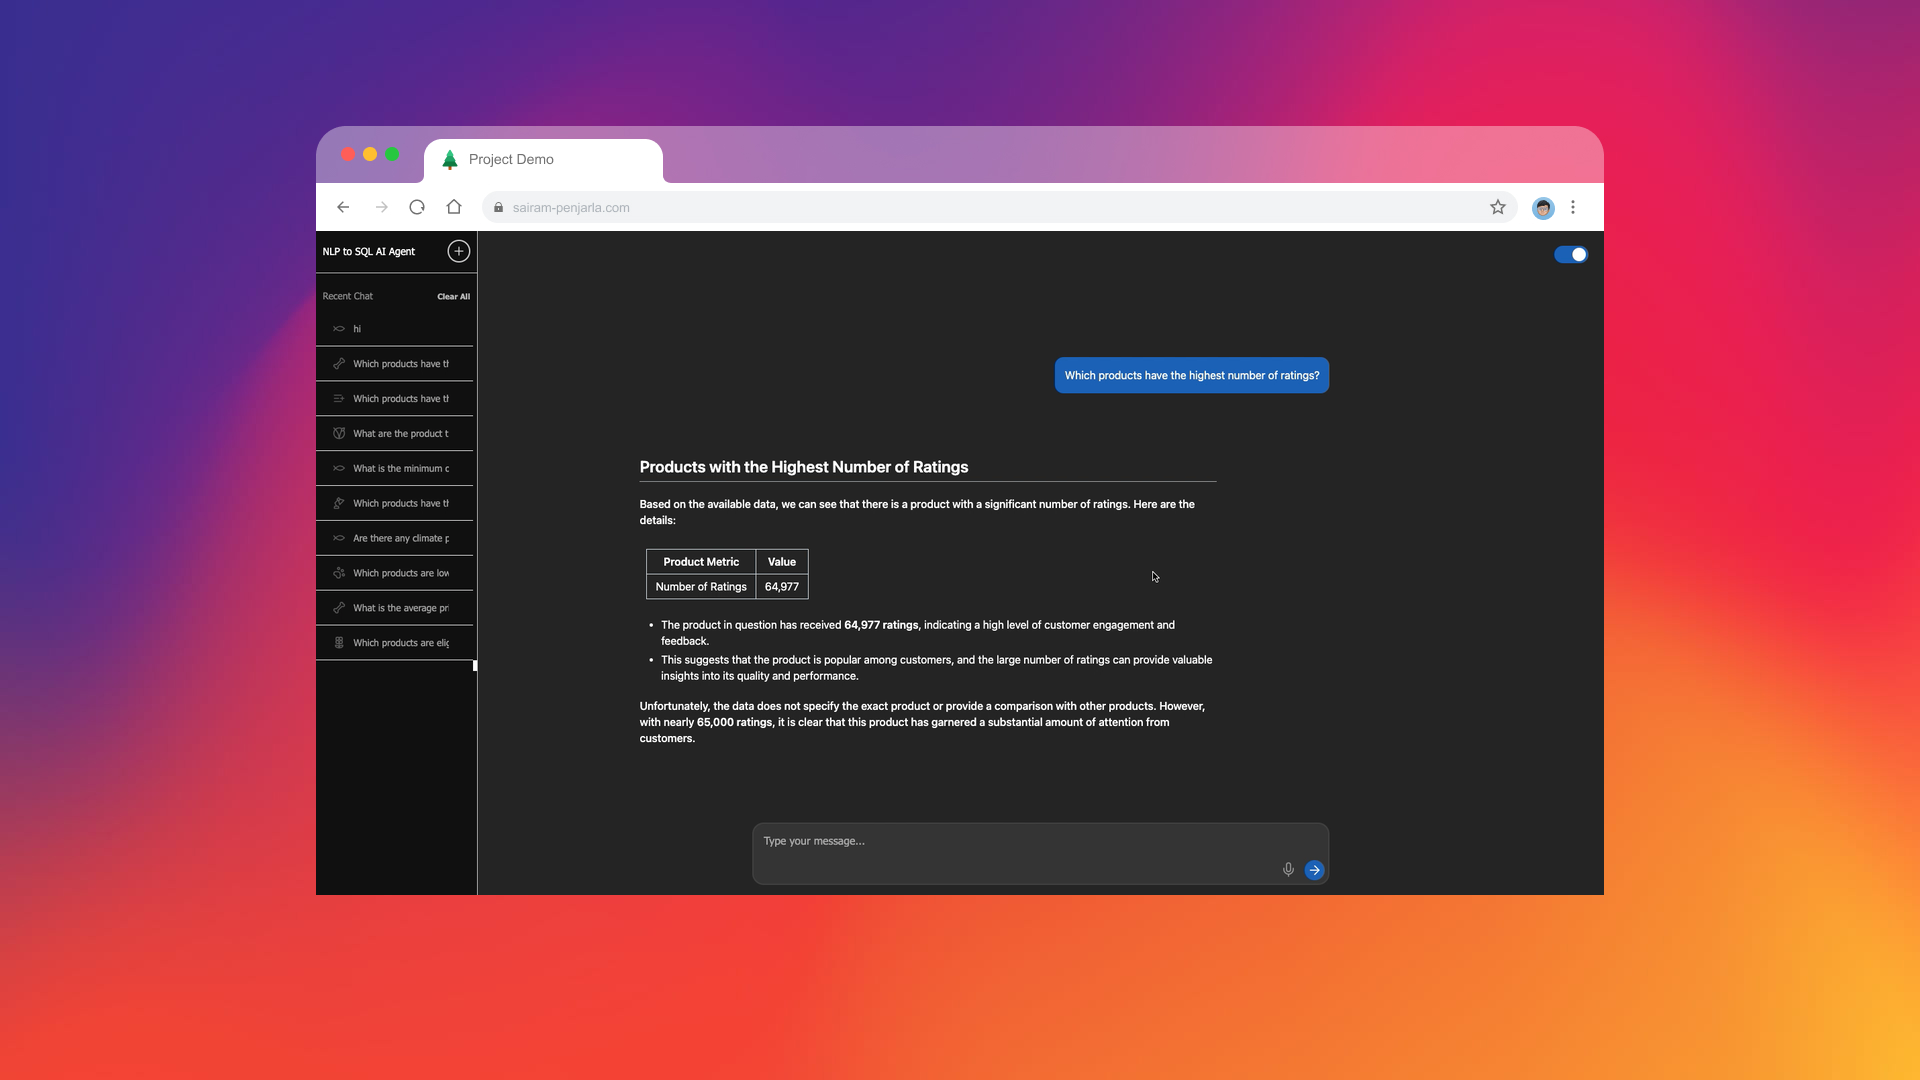 Project Demo
sairam-penjarla.com
NLP to SQL AI Agent
Recent Chat
Clear All
hi
Which products have th
Which products have th
What are the product t
What is the minimum c
Which products have th
Are there any climate p
Which products are low
What is the average pri
Which products are elig
Which products have the highest number of ratings?
Products with the Highest Number of Ratings
Based on the available data, we can see that there is a product with a significant number of ratings. Here are the
details:
Product Metric Value
Number of Ratings 64,977
• The product in question has received 64,977 ratings, indicating a high level of customer engagement and
feedback.
• This suggests that the product is popular among customers, and the large number of ratings can provide valuable
insights into its quality and performance.
Unfortunately, the data does not specify the exact product or provide a comparison with other products. However,
with nearly 65,000 ratings, it is clear that this product has garnered a substantial amount of attention from
customers.
Type your message...